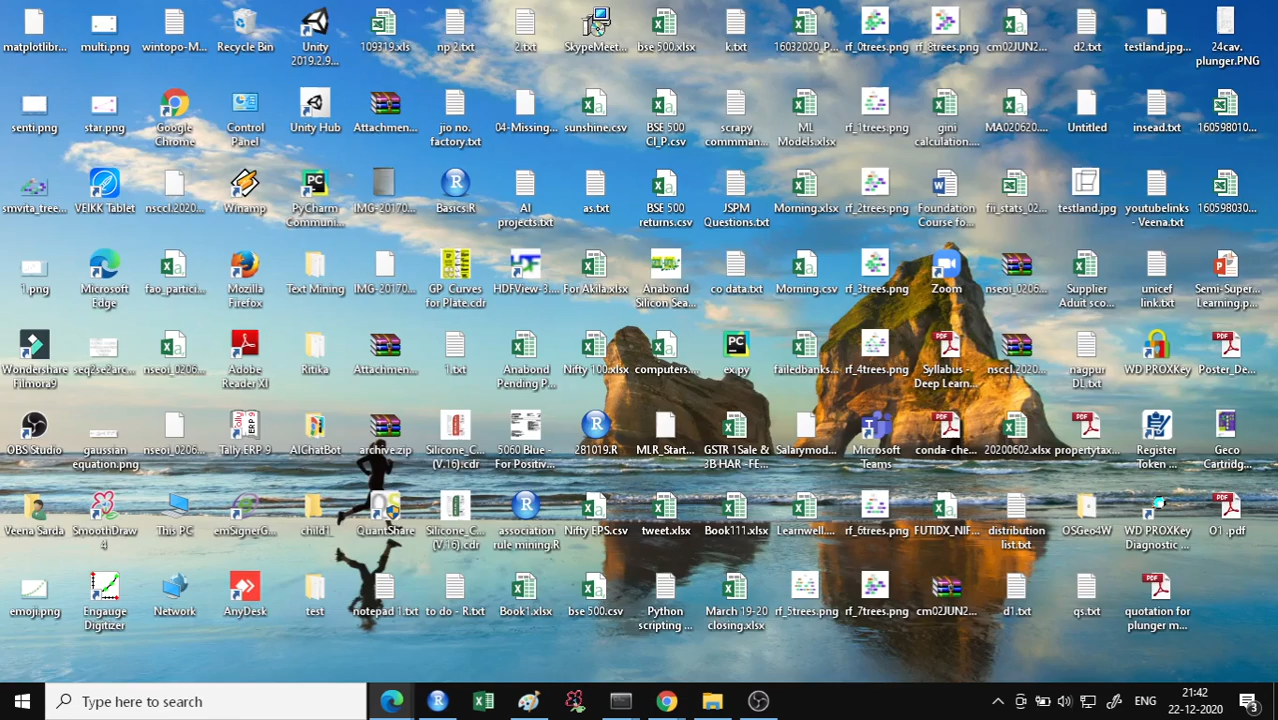 matplotlibr...
multi.png
wintopo-M...
Recycle Bin
Unity
2019.2.9...
109319.xls
np 2.txt
2.txt
SkypeMeet...
bse 500.xlsx
k.txt
16032020_P...
rf_0trees.png
rf_8trees.png
cm02JUN2...
d2.txt
testland.jpg...
24cav.
plunger.PNG
senti.png
star.png
Google
Chrome
Control
Panel
Unity Hub
Attachmen...
jio no.
factory.txt
04-Missing...
sunshine.csv
BSE 500
CI_P.csv
scrapy
commman...
ML
Models.xlsx
rf_1trees.png
gini
calculation....
MA020620....
Untitled
insead.txt
160598010...
smvita_tree...
VEIKK Tablet
nsccl.2020...
Winamp
PyCharm
Communi...
IMG-20170...
Basics.R
AI
projects.txt
as.txt
BSE 500
returns.csv
JSPM
Questions.txt
Morning.xlsx
rf_2trees.png
Foundation
Course fo...
fii_stats_02...
testland.jpg
youtubelinks
- Veena.txt
160598030...
1.png
Microsoft
Edge
fao_partici...
Mozilla
Firefox
Text Mining
IMG-20170...
GP Curves
for Plate.cdr
HDFView-3....
For Akila.xlsx
Anabond
Silicon Sea...
co data.txt
Morning.csv
rf_3trees.png
Zoom
nseoi_0206...
Supplier
Aduit sco...
unicef
link.txt
Semi-Super...
Learning.p...
Wondershare
Filmora9
seq2se2arc...
nseoi_0206...
Adobe
Reader XI
Ritika
Attachmen...
1.txt
Anabond
Pending P...
Nifty 100.xlsx
computers....
ex.py
failedbanks...
rf_4trees.png
Syllabus -
Deep Learn...
nsccl.2020...
nagpur
DL.txt
WD PROXKey
Poster_De...
OBS Studio
gaussian
equation.png
nseoi_0206...
Tally ERP 9
AIChatBot
archive.zip
Silicone_C...
(V.16).cdr
5060 Blue -
For Positiv...
281019.R
MLR_Start...
GSTR 1Sale &
3B HAR -FE...
Salarymod...
Microsoft
Teams
conda-che...
20200602.xlsx
propertytax...
Register
Token ...
Geco
Cartridg...
Veena Sarda
SmoothDraw
4
This PC
emSignerG...
child1
QuantShare
Silicone_C...
(V.16).cdr
association
rule mining.R
Nifty EPS.csv
tweet.xlsx
Book111.xlsx
Learnwell....
rf_6trees.png
FUTIDX_NIF...
distribution
list.txt
OSGeo4W
WD PROXKey
Diagnostic ...
O1 .pdf
emoji.png
Engauge
Digitizer
Network
AnyDesk
test
notepad 1.txt
to do - R.txt
Book1.xlsx
bse 500.csv
Python
scripting ...
March 19-20
closing.xlsx
rf_5trees.png
rf_7trees.png
cm02JUN2...
d1.txt
qs.txt
quotation for
plunger m...
Type here to search
ENG
21:42
22-12-2020
3